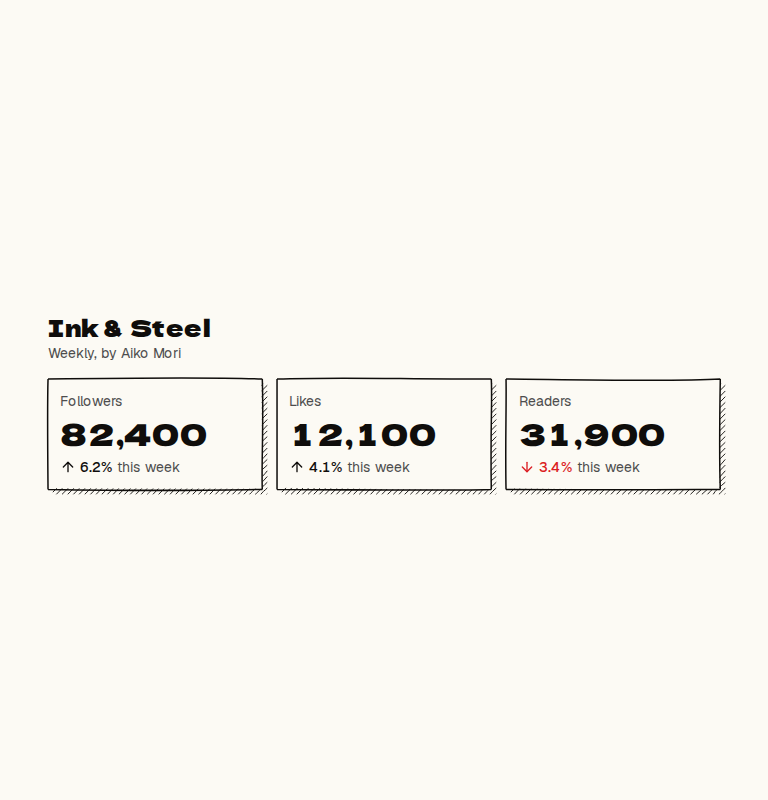 Ink & Steel
Weekly, by Aiko Mori
Followers
82,400
↑ 6.2% this week
Likes
12,100
↑ 4.1% this week
Readers
31,900
↓ 3.4% this week